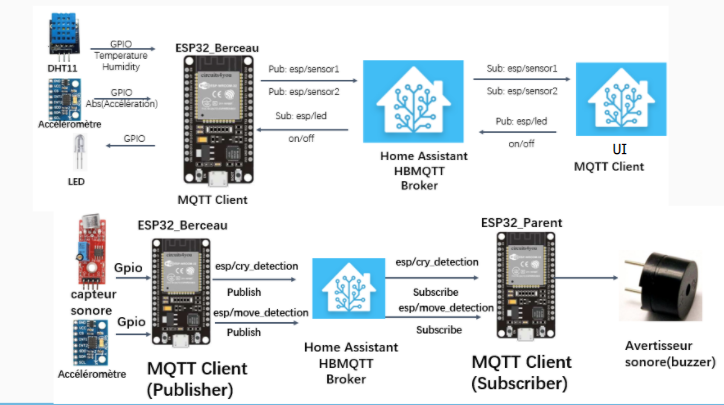 ESP32_Berceau
DHT11
GPIO
Temperature
Humidity
Pub: esp/sensor1
Sub: esp/sensor1
GPIO
Abs(Accélération)
Pub: esp/sensor2
Sub: esp/sensor2
Accéléromètre
Sub: esp/led
on/off
Pub: esp/led
on/off
GPIO
LED
MQTT Client
Home Assistant
HBMQTT
Broker
UI
MQTT Client
ESP32_Berceau
ESP32_Parent
Gpio
capteur
sonore
esp/cry_detection
Publish
esp/cry_detection
Subscribe
Gpio
esp/move_detection
Publish
esp/move_detection
Subscribe
Accéléromètre
MQTT Client
(Publisher)
Home Assistant
HBMQTT
Broker
MQTT Client
(Subscriber)
Avertisseur
sonore(buzzer)